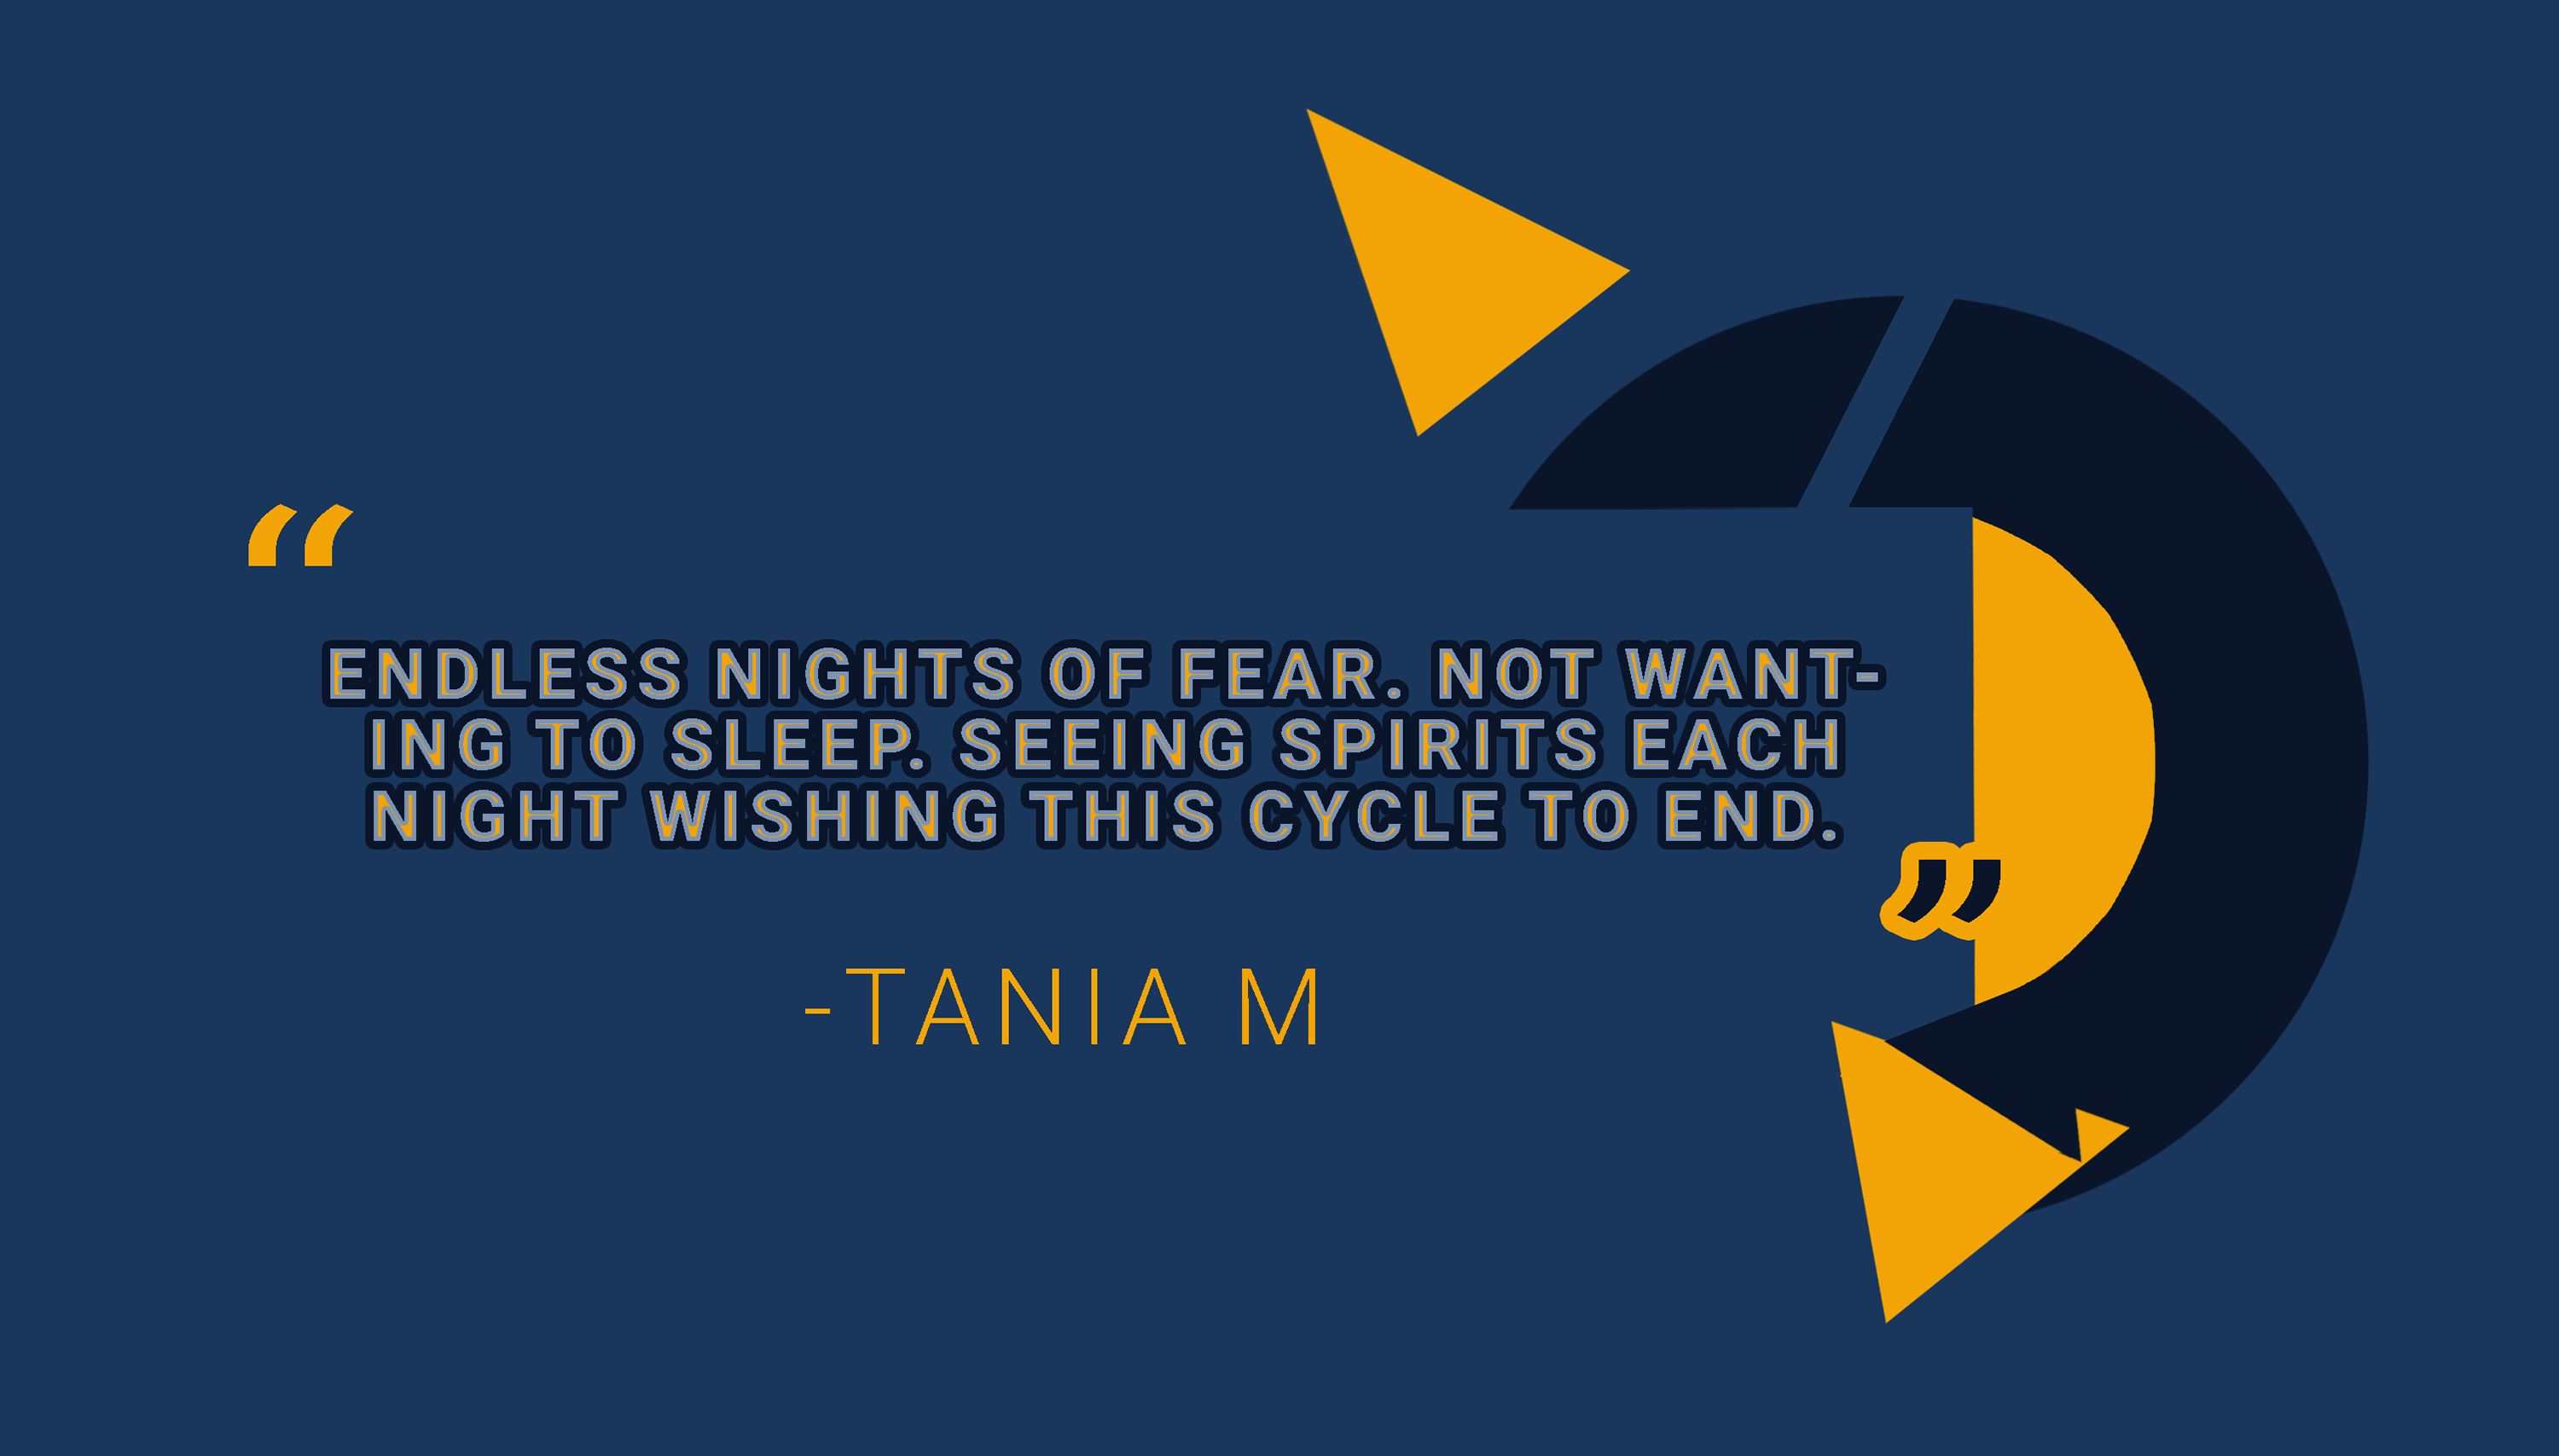 “
ENDLESS NIGHTS OF FEAR. NOT WANT-
ING TO SLEEP. SEEING SPIRITS EACH
NIGHT WISHING THIS CYCLE TO END.
”
-TANIA M